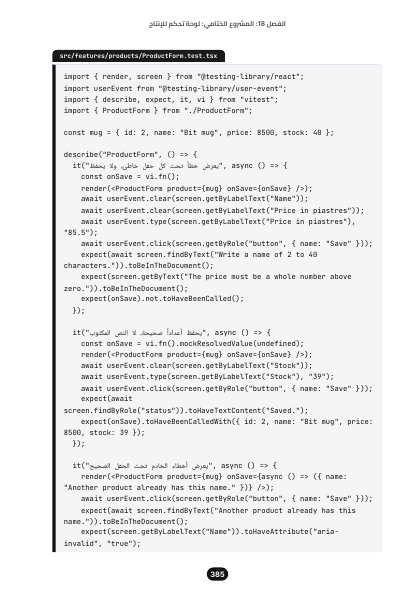 الفصل 18: المشروع الختامي: لوحة تحكم للإنتاج
src/features/products/ProductForm.test.tsx
import { render, screen } from "@testing-library/react";
import userEvent from "@testing-library/user-event";
import { describe, expect, it, vi } from "vitest";
import { ProductForm } from "./ProductForm";
const mug = { id: 2, name: "Bit mug", price: 8500, stock: 40 };
describe("ProductForm", () => {
it("يعرض خطأ تحت كل حقل خاطئ، ولا يحفظ", async () => {
const onSave = vi.fn();
render(<ProductForm product={mug} onSave={onSave} />);
await userEvent.clear(screen.getByLabelText("Name"));
await userEvent.clear(screen.getByLabelText("Price in piastres"));
await userEvent.type(screen.getByLabelText("Price in piastres"),
"85.5");
await userEvent.click(screen.getByRole("button", { name: "Save" }));
expect(await screen.findByText("Write a name of 2 to 40
characters.")).toBeInTheDocument();
expect(screen.getByText("The price must be a whole number above
zero.")).toBeInTheDocument();
expect(onSave).not.toHaveBeenCalled();
});
it("يحفظ أعداداً صحيحة، لا النص المكتوب", async () => {
const onSave = vi.fn().mockResolvedValue(undefined);
render(<ProductForm product={mug} onSave={onSave} />);
await userEvent.clear(screen.getByLabelText("Stock"));
await userEvent.type(screen.getByLabelText("Stock"), "39");
await userEvent.click(screen.getByRole("button", { name: "Save" }));
expect(await
screen.findByRole("status")).toHaveTextContent("Saved.");
expect(onSave).toHaveBeenCalledWith({ id: 2, name: "Bit mug", price:
8500, stock: 39 });
});
it("يعرض أخطاء الخادم تحت الحقل الصحيح", async () => {
render(<ProductForm product={mug} onSave={async () => ({ name:
"Another product already has this name." })} />);
await userEvent.click(screen.getByRole("button", { name: "Save" }));
expect(await screen.findByText("Another product already has this
name.")).toBeInTheDocument();
expect(screen.getByLabelText("Name")).toHaveAttribute("aria-
invalid", "true");
385